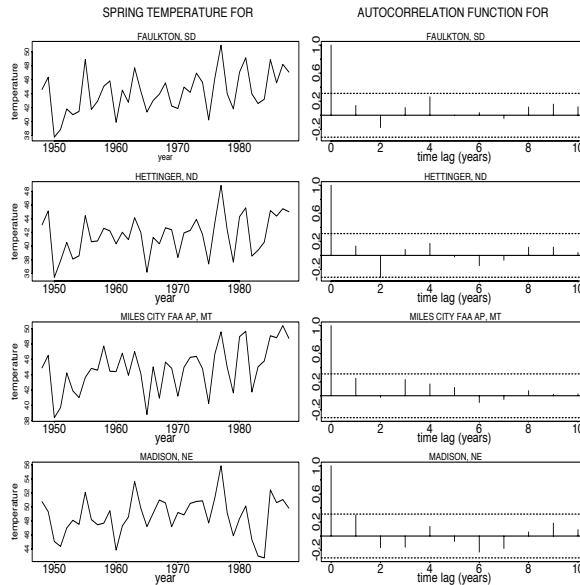 SPRING TEMPERATURE FOR
AUTOCORRELATION FUNCTION FOR
FAULKTON, SD
temperature
38 40 42 44 46 48 50
1950 1960 1970 1980
year
FAULKTON, SD
-0.2 0.2 0.6 1.0
0 2 4 6 8 10
time lag (years)
HETTINGER, ND
temperature
36 38 40 42 44 46 48
1950 1960 1970 1980
year
HETTINGER, ND
-0.2 0.2 0.6 1.0
0 2 4 6 8 10
time lag (years)
MILES CITY FAA AP, MT
temperature
38 40 42 44 46 48 50
1950 1960 1970 1980
year
MILES CITY FAA AP, MT
-0.2 0.2 0.6 1.0
0 2 4 6 8 10
time lag (years)
MADISON, NE
temperature
44 46 48 50 52 54 56
1950 1960 1970 1980
year
MADISON, NE
-0.2 0.2 0.6 1.0
0 2 4 6 8 10
time lag (years)